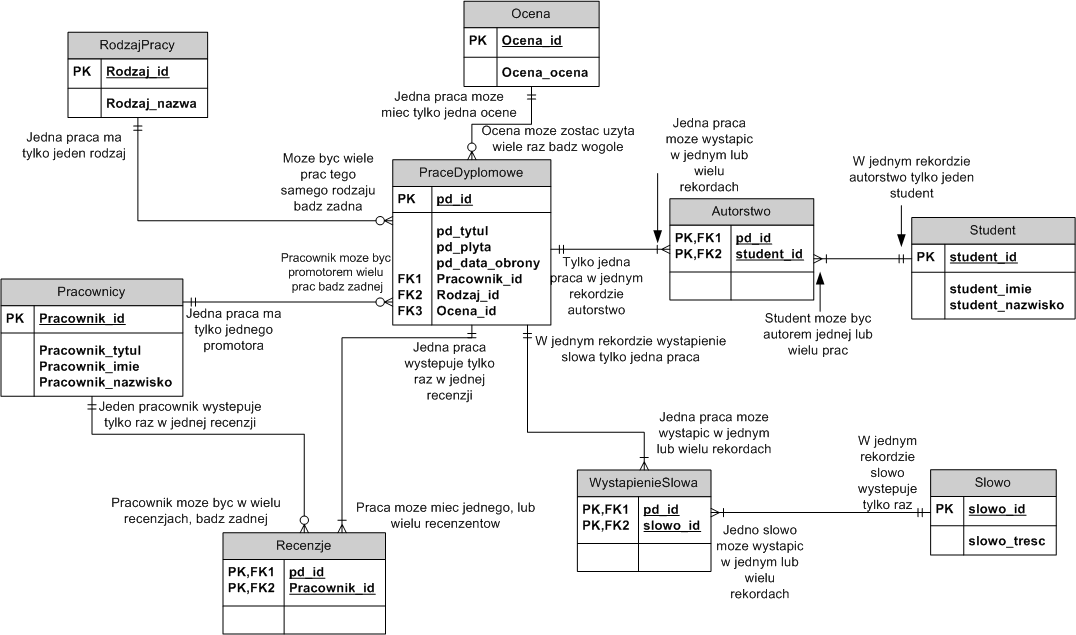 Ocena
PK Ocena_id
Ocena_ocena
RodzajPracy
PK Rodzaj_id
Rodzaj_nazwa
Jedna praca moze
miec tylko jedna ocene
Ocena moze zostac uzyta
wiele raz badz wogole
Jedna praca ma
tylko jeden rodzaj
Moze byc wiele
prac tego
samego rodzaju
badz zadna
Jedna praca
moze wystapic
w jednym lub
wielu
rekordach
W jednym rekordzie
autorstwo tylko jeden
student
PraceDyplomowe
PK pd_id
pd_tytul
pd_plyta
pd_data_obrony
FK1 Pracownik_id
FK2 Rodzaj_id
FK3 Ocena_id
Autorstwo
PK,FK1 pd_id
PK,FK2 student_id
Student
PK student_id
student_imie
student_nazwisko
Pracownik moze byc
promotorem wielu
prac badz zadnej
Tylko jedna
praca w jednym
rekordzie
autorstwo
Student moze byc
autorem jednej lub
wielu prac
Pracownicy
PK Pracownik_id
Pracownik_tytul
Pracownik_imie
Pracownik_nazwisko
Jedna praca ma
tylko jednego
promotora
Jedna praca
wystepuje tylko
raz w jednej
recenzji
W jednym rekordzie wystapienie
slowa tylko jedna praca
Jeden pracownik wystepuje
tylko raz w jednej recenzji
Jedna praca moze
wystapic w jednym
lub wielu rekordach
W jednym
rekordzie
slowo
wystepuje
tylko raz
Pracownik moze byc w wielu
recenzjach, badz zadnej
Praca moze miec jednego, lub
wielu recenzentow
WystapienieSlowa
PK,FK1 pd_id
PK,FK2 slowo_id
Slowo
PK slowo_id
slowo_tresc
Jedno slowo
moze wystapic
w jednym lub
wielu
rekordach
Recenzje
PK,FK1 pd_id
PK,FK2 Pracownik_id